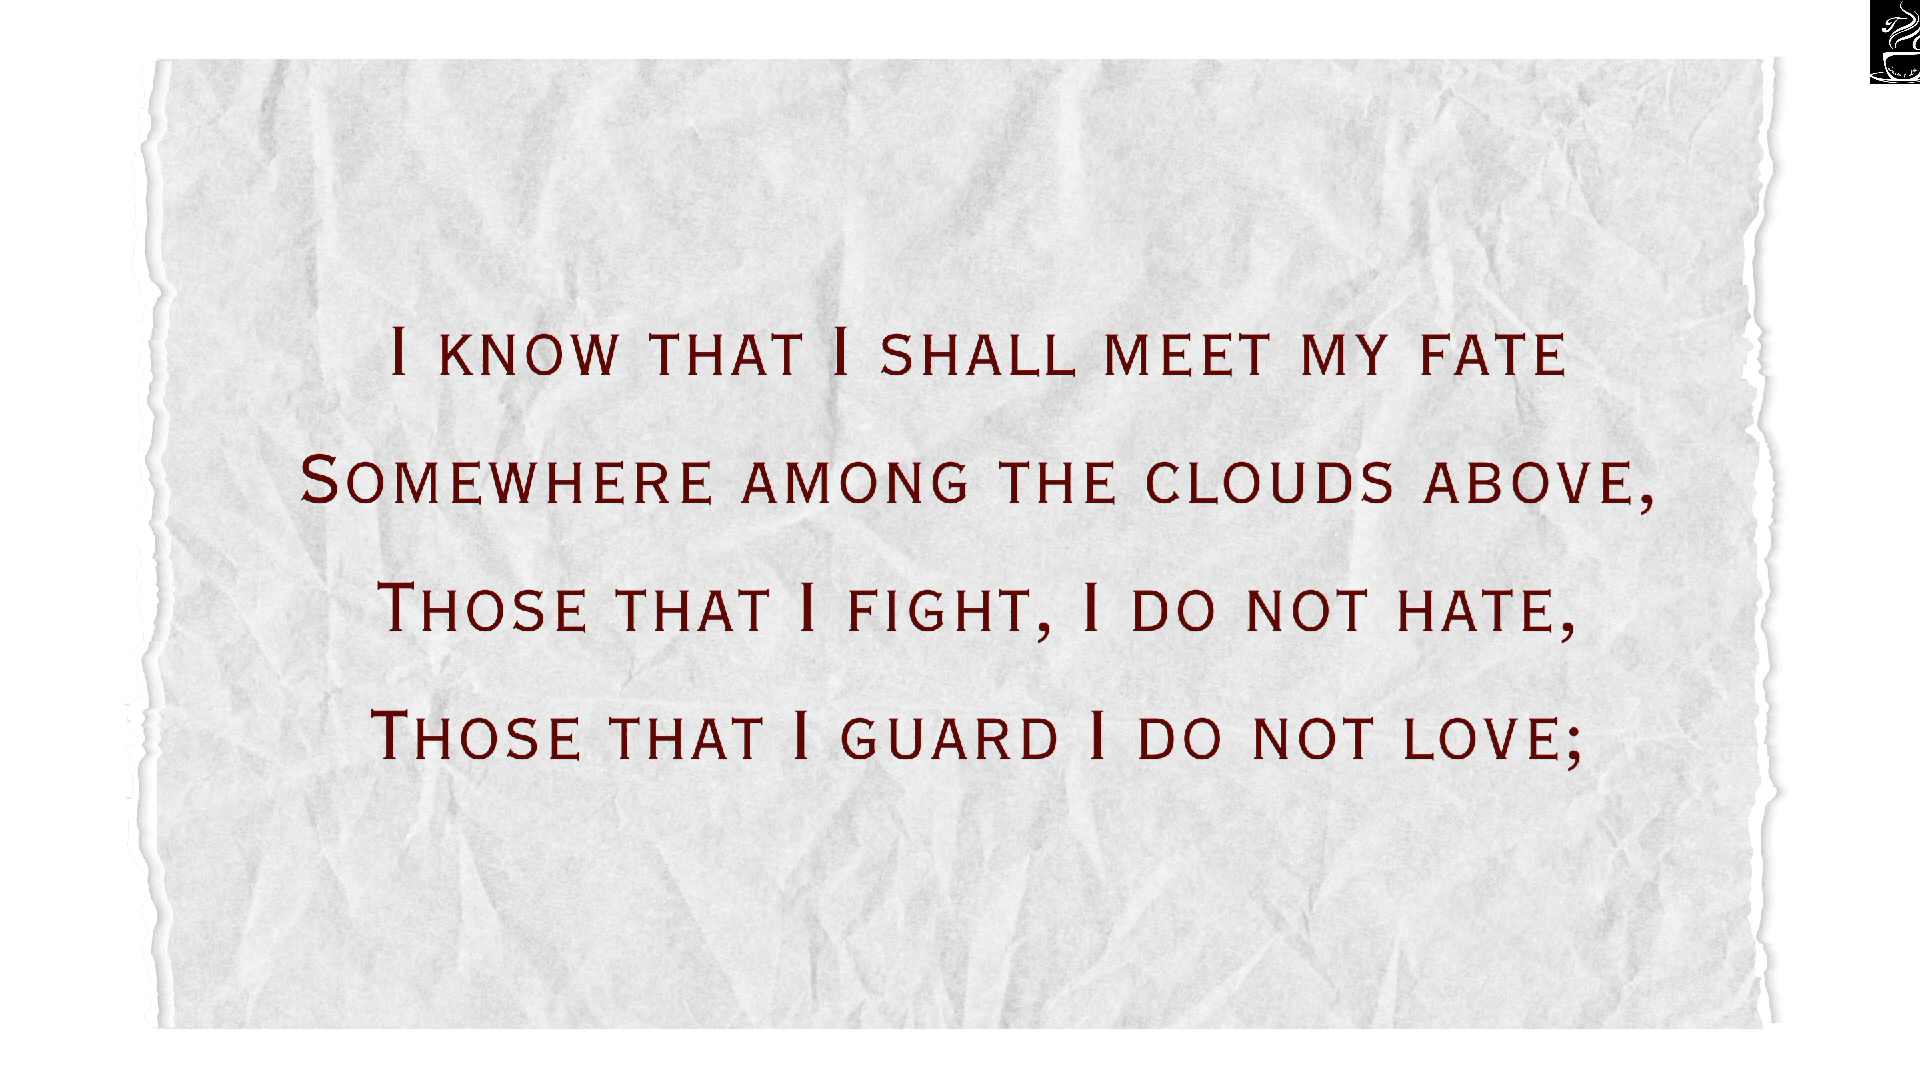 I know that I shall meet my fate
Somewhere among the clouds above,
Those that I fight, I do not hate,
Those that I guard I do not love;